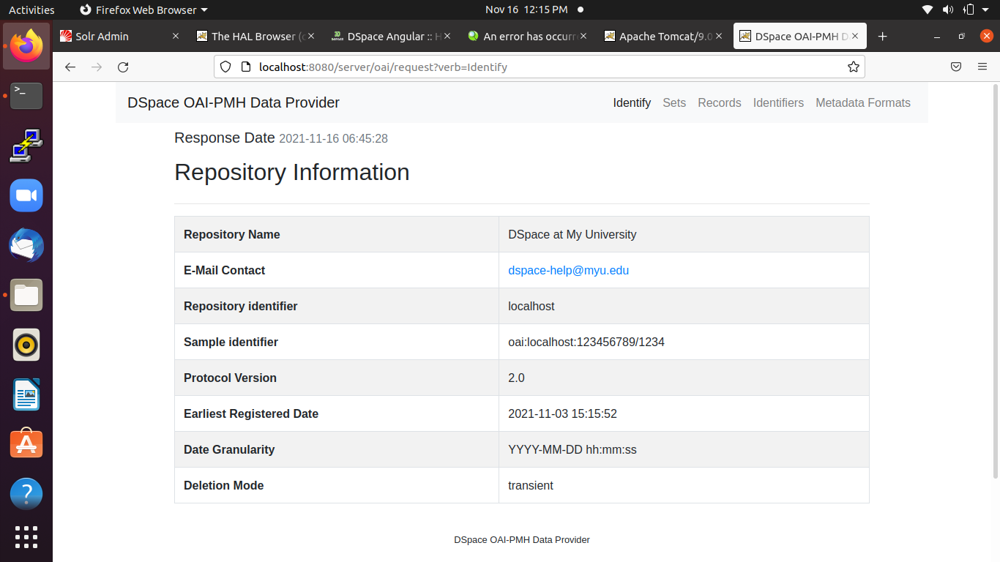 Activities Firefox Web Browser Nov 16 12:15 PM
Solr Admin The HAL Browser (c DSpace Angular :: H An error has occurre Apache Tomcat/9.0 DSpace OAI-PMH D
localhost:8080/server/oai/request?verb=Identify
DSpace OAI-PMH Data Provider Identify Sets Records Identifiers Metadata Formats
Response Date 2021-11-16 06:45:28
Repository Information
Repository Name DSpace at My University
E-Mail Contact dspace-help@myu.edu
Repository identifier localhost
Sample identifier oai:localhost:123456789/1234
Protocol Version 2.0
Earliest Registered Date 2021-11-03 15:15:52
Date Granularity YYYY-MM-DD hh:mm:ss
Deletion Mode transient
DSpace OAI-PMH Data Provider